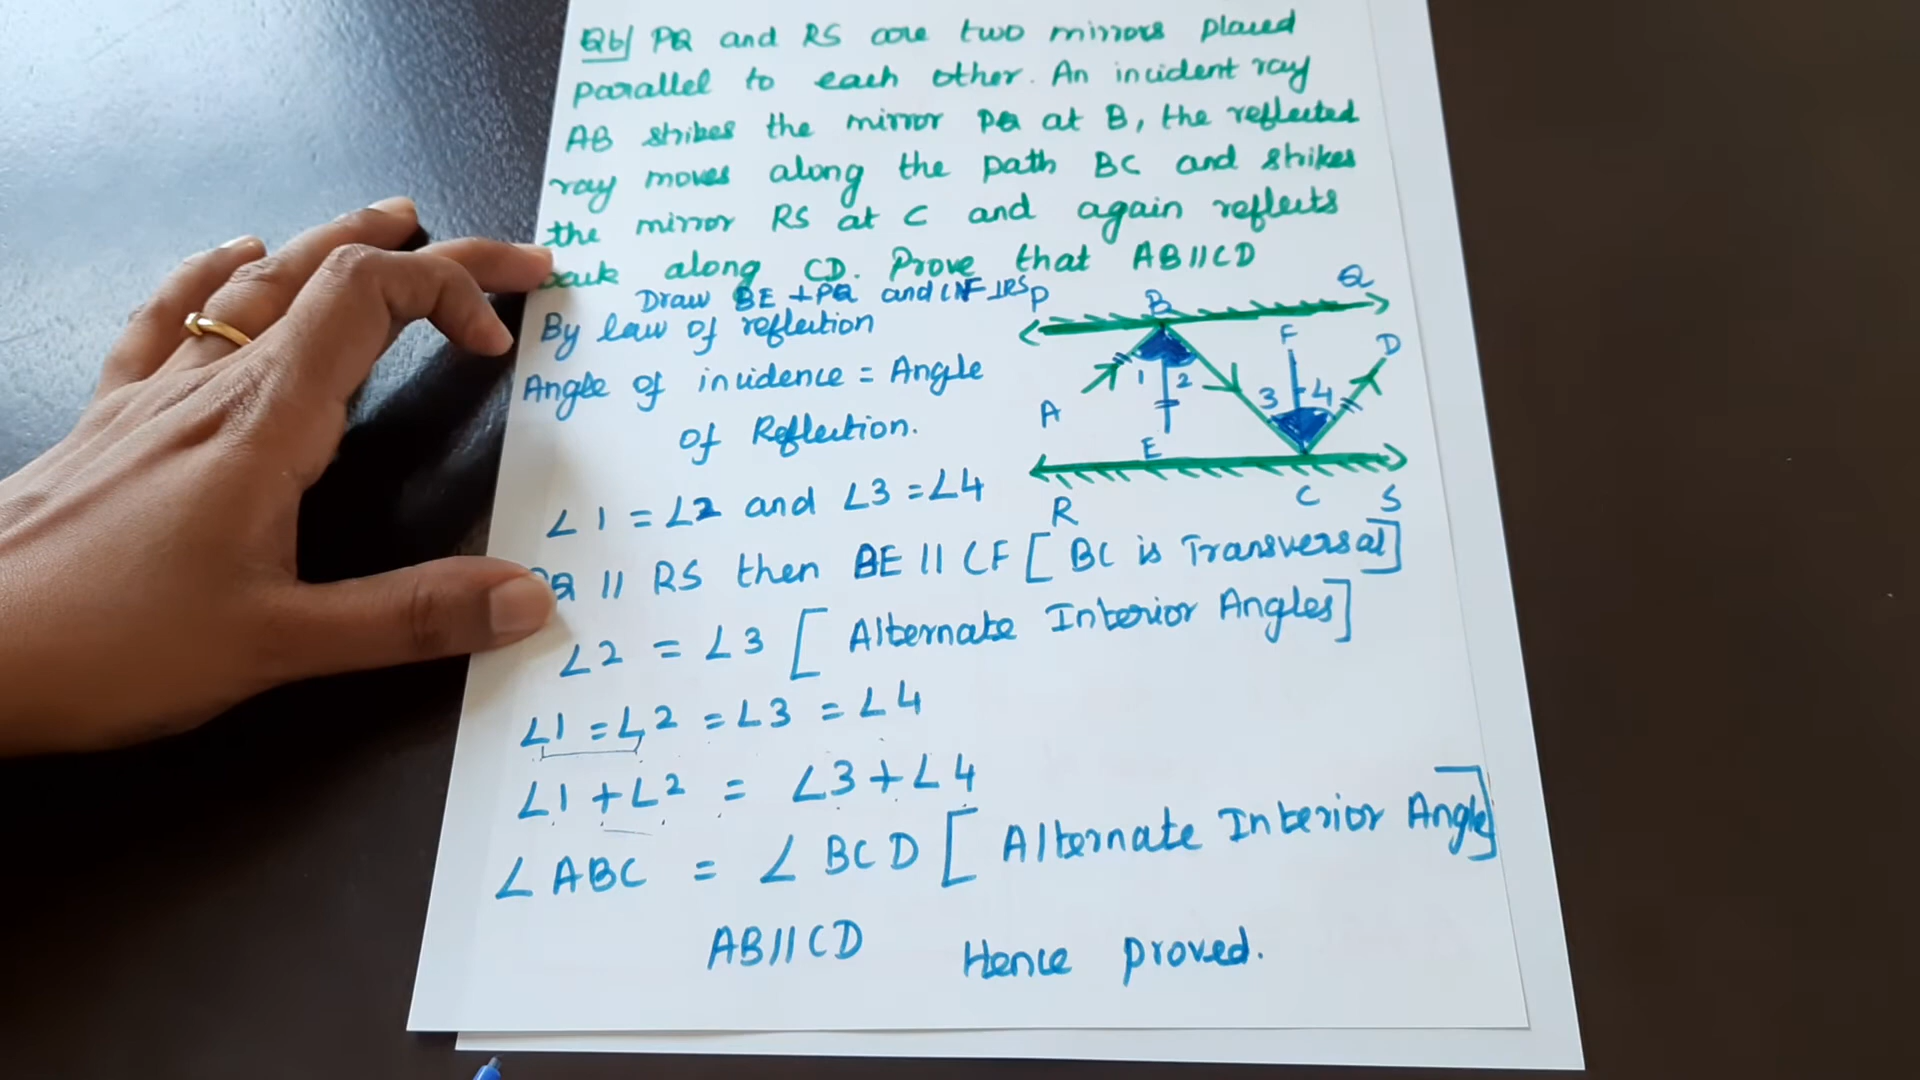 Q6/ PQ and RS are two mirrors placed
parallel to each other. An incident ray
AB strikes the mirror PQ at B, the reflected
ray moves along the path BC and strikes
the mirror RS at C and again reflects
back along CD. Prove that AB || CD
Draw BE ⊥ PQ and CF ⊥ RS
By law of reflection
Angle of incidence = Angle
of Reflection.
∠1 = ∠2 and ∠3 = ∠4
PQ || RS then BE || CF [ BC is Transversal ]
∠2 = ∠3 [ Alternate Interior Angles ]
∠1 = ∠2 = ∠3 = ∠4
∠1 + ∠2 = ∠3 + ∠4
∠ABC = ∠BCD [ Alternate Interior Angle ]
AB || CD Hence proved.
P B Q
F D
1 2 3 4
A
E
R C S